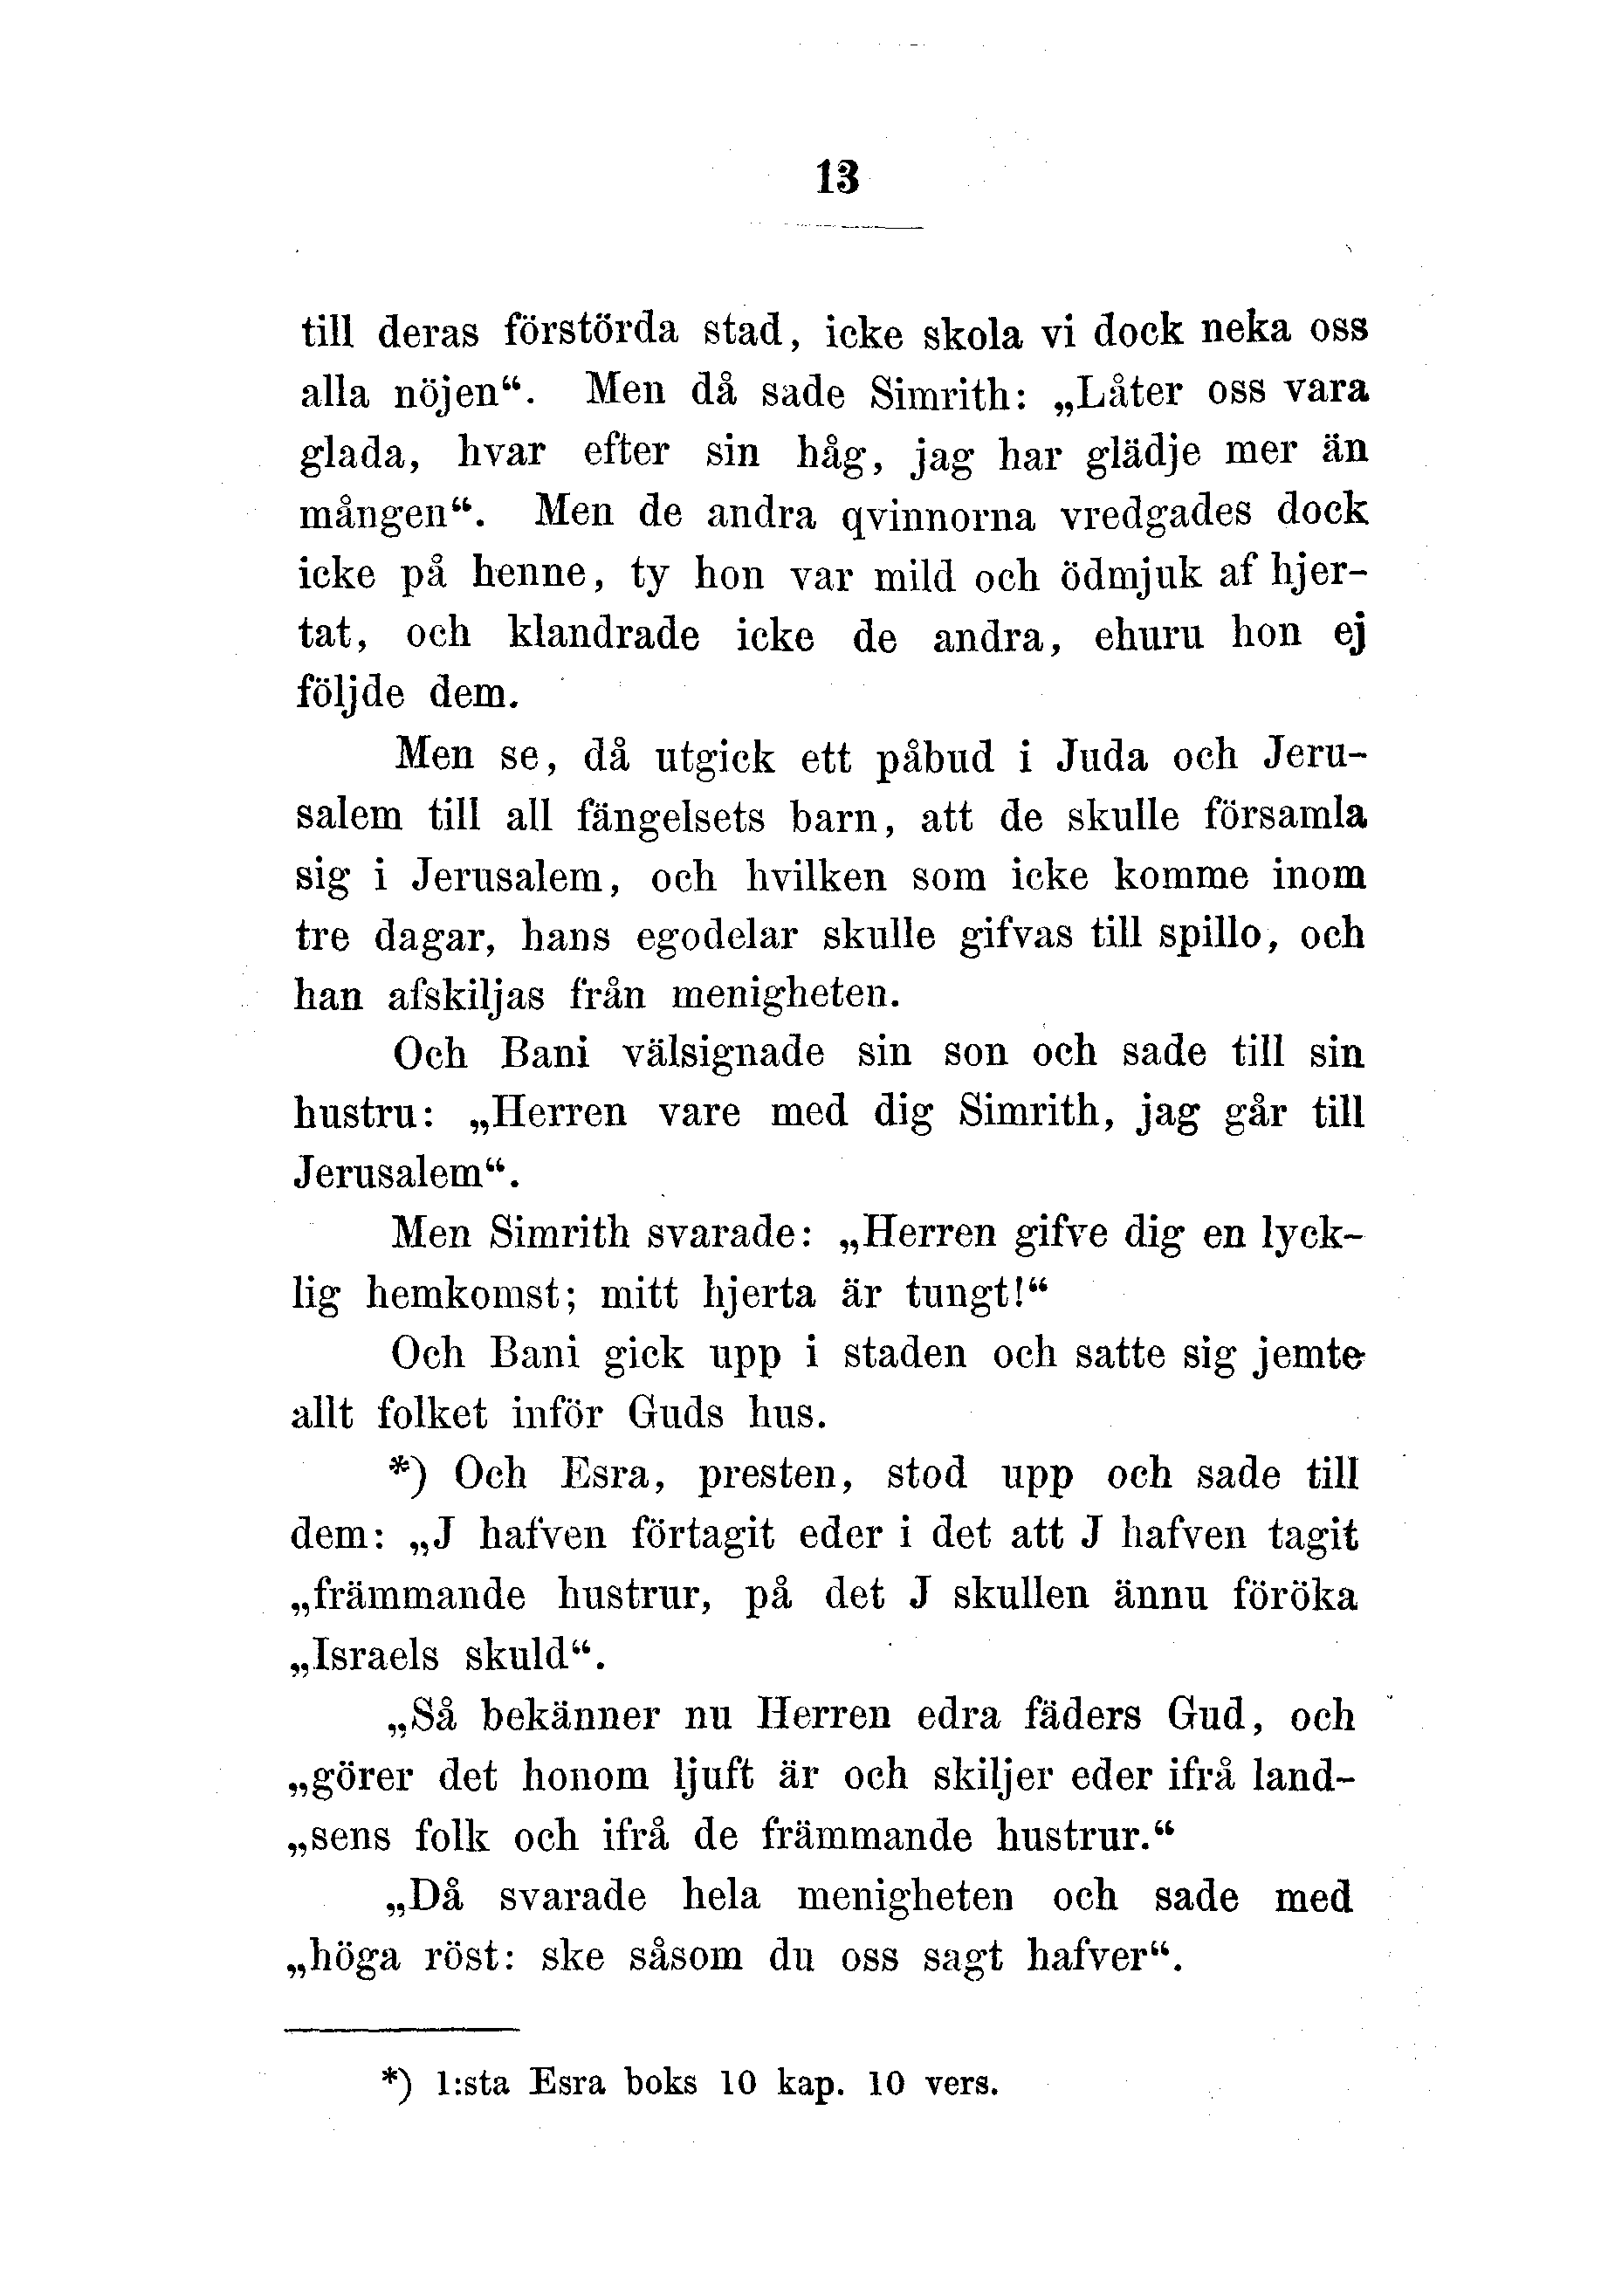 13
till deras förstörda stad, icke skola vi dock neka oss
alla nöjen“. Men då sade Simrith: „Låter oss vara
glada, hvar efter sin håg, jag har glädje mer än
mången“. Men de andra qvinnorna vredgades dock
icke på henne, ty hon var mild och ödmjuk af hjer-
tat, och klandrade icke de andra, ehuru hon ej
följde dem.
Men se, då utgick ett påbud i Juda och Jeru-
salem till all fängelsets barn, att de skulle församla
sig i Jerusalem, och hvilken som icke komme inom
tre dagar, hans egodelar skulle gifvas till spillo, och
han afskiljas från menigheten.
Och Bani välsignade sin son och sade till sin
hustru: „Herren vare med dig Simrith, jag går till
Jerusalem“.
Men Simrith svarade: „Herren gifve dig en lyck-
lig hemkomst; mitt hjerta är tungt!“
Och Bani gick upp i staden och satte sig jemte
allt folket inför Guds hus.
*) Och Esra, presten, stod upp och sade till
dem: „J hafven förtagit eder i det att J hafven tagit
„främmande hustrur, på det J skullen ännu föröka
„Israels skuld“.
„Så bekänner nu Herren edra fäders Gud, och
„görer det honom ljuft är och skiljer eder ifrå land-
„sens folk och ifrå de främmande hustrur.“
„Då svarade hela menigheten och sade med
„höga röst: ske såsom du oss sagt hafver“.
*) 1:sta Esra boks 10 kap. 10 vers.